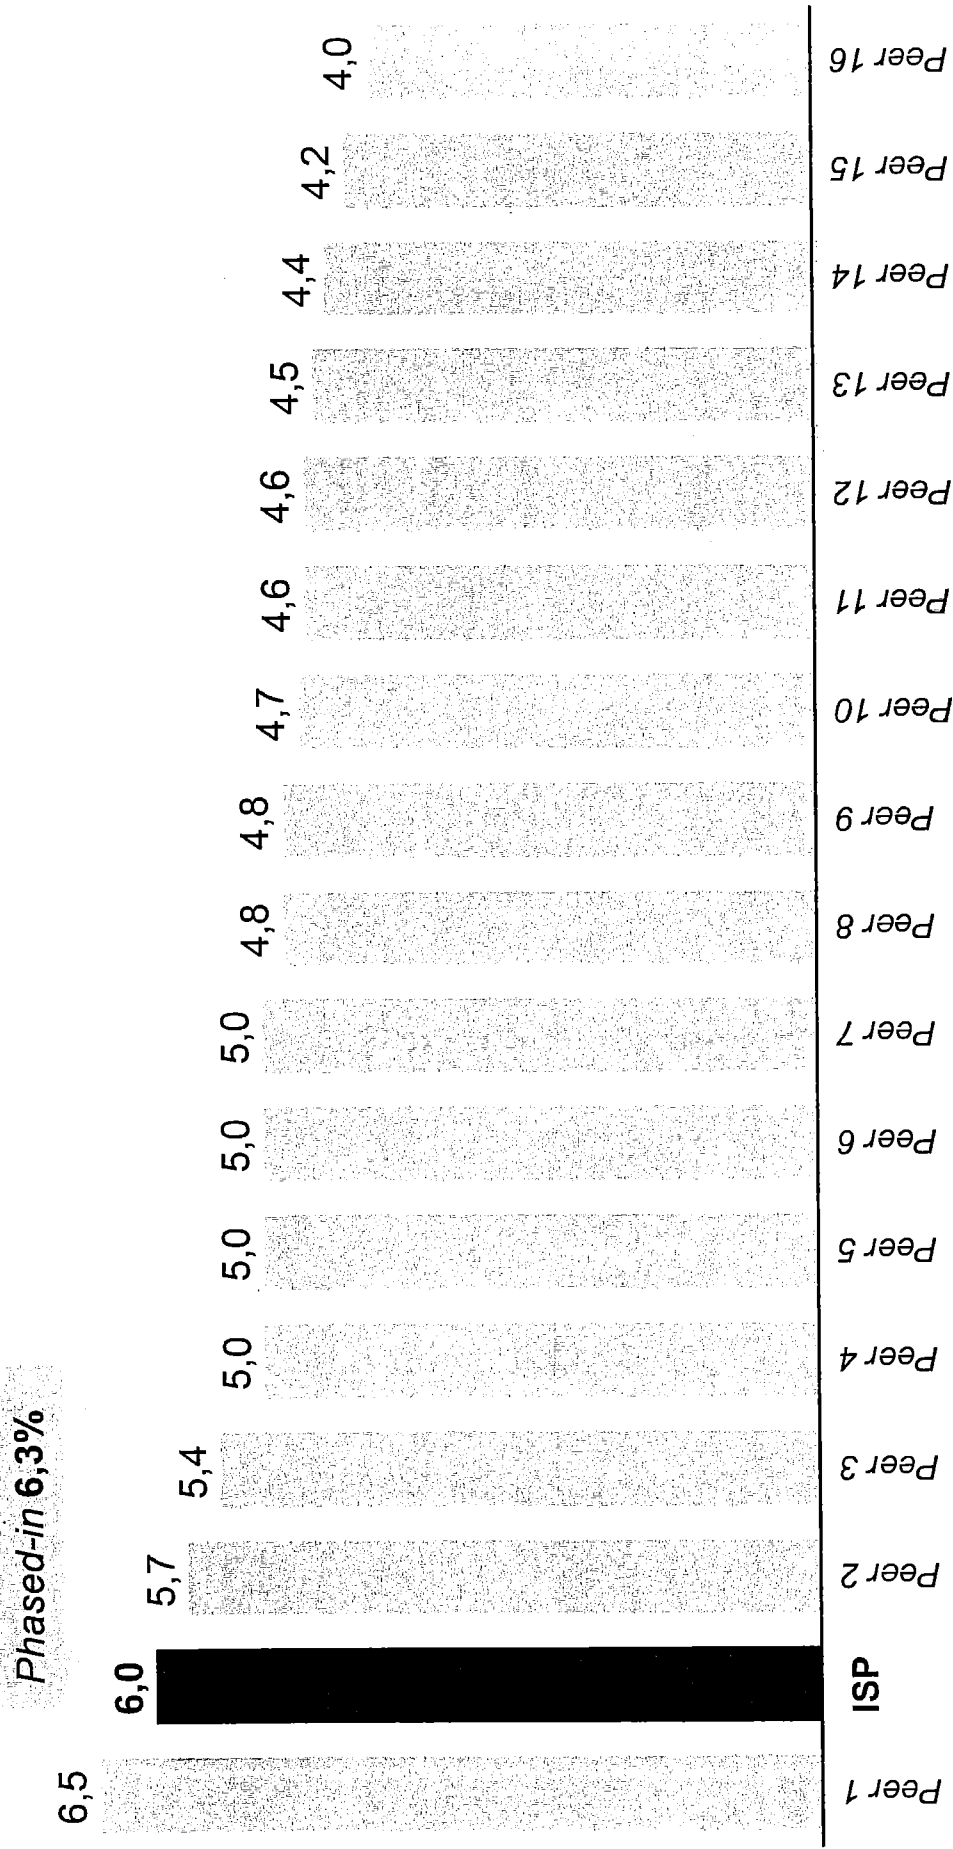 Phased-in 6,3%
6,5
6,0
5,7
5,4
5,0
5,0
5,0
5,0
4,8
4,8
4,7
4,6
4,6
4,5
4,4
4,2
4,0
Peer 1
ISP
Peer 2
Peer 3
Peer 4
Peer 5
Peer 6
Peer 7
Peer 8
Peer 9
Peer 10
Peer 11
Peer 12
Peer 13
Peer 14
Peer 15
Peer 16